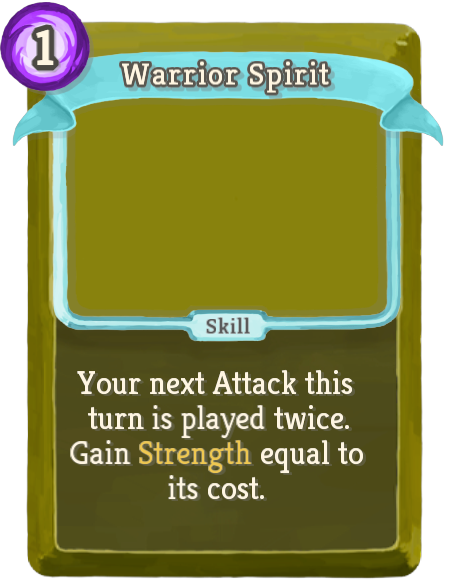 1
Warrior Spirit
Skill
Your next Attack this
turn is played twice.
Gain Strength equal to
its cost.